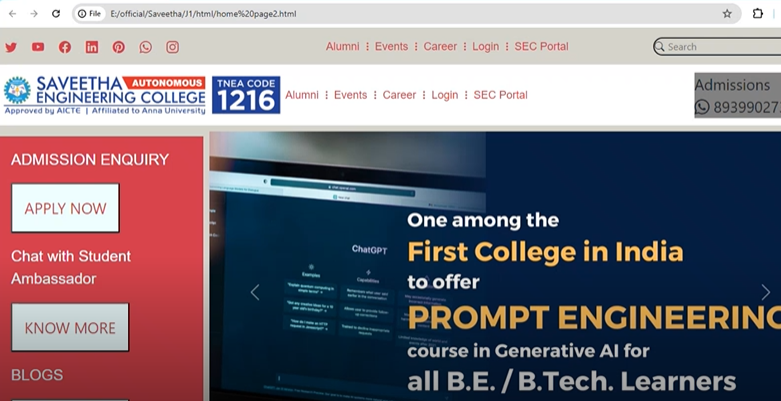 File E:/official/Saveetha/J1/html/home%20page2.html
Alumni ⋮ Events ⋮ Career ⋮ Login ⋮ SEC Portal
Search
SAVEETHA AUTONOMOUS
ENGINEERING COLLEGE
Approved by AICTE | Affiliated to Anna University
TNEA CODE
1216
Alumni ⋮ Events ⋮ Career ⋮ Login ⋮ SEC Portal
Admissions
89399027
ADMISSION ENQUIRY
APPLY NOW
Chat with Student
Ambassador
KNOW MORE
BLOGS
ChatGPT
Examples
Capabilities
One among the
First College in India
to offer
PROMPT ENGINEERING
course in Generative AI for
all B.E. / B.Tech. Learners